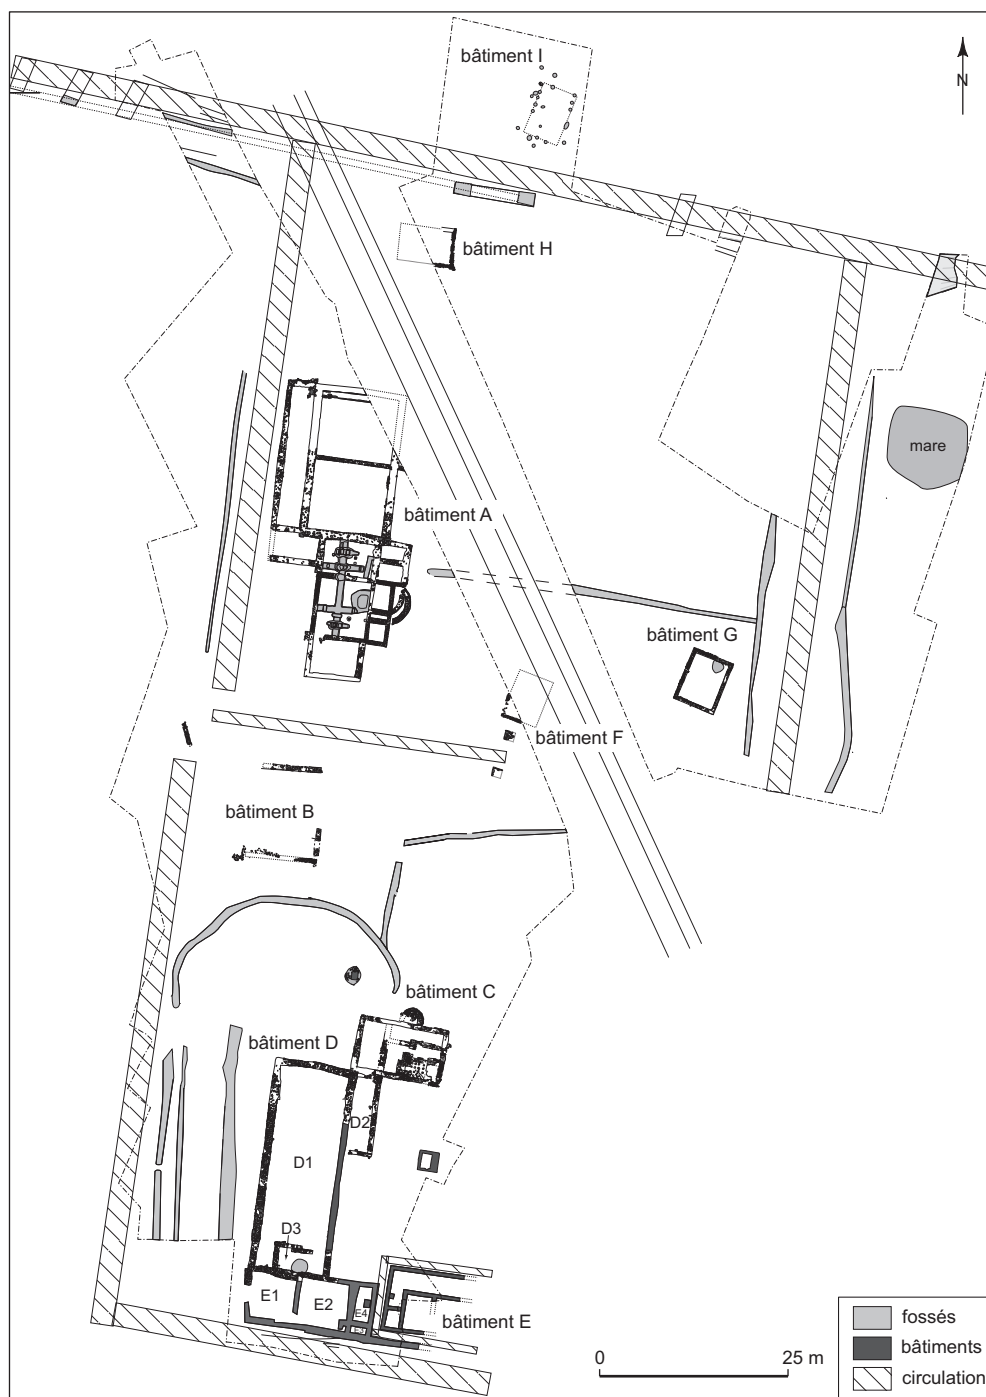 bâtiment I
N
bâtiment H
mare
bâtiment A
bâtiment G
bâtiment F
bâtiment B
bâtiment C
bâtiment D
D2
D1
D3
E1
E2
E4
E3
bâtiment E
0
25 m
fossés
bâtiments
circulation